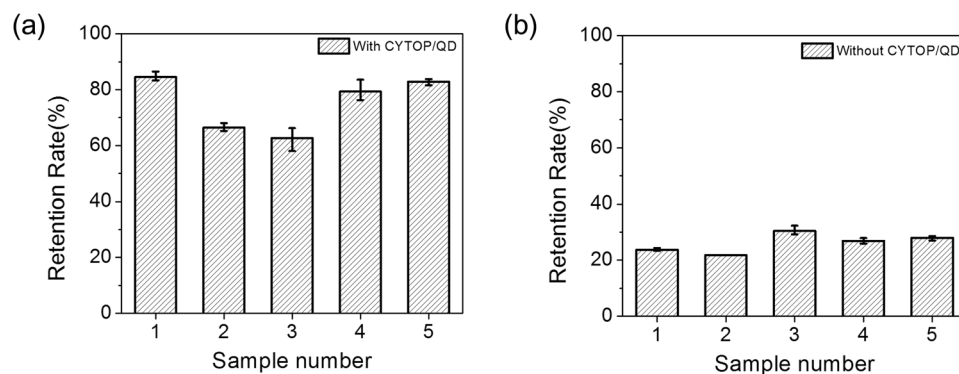 (a)
With CYTOP/QD
Retention Rate(%)
100
80
60
40
20
0
1 2 3 4 5
Sample number
(b)
Without CYTOP/QD
Retention Rate(%)
100
80
60
40
20
0
1 2 3 4 5
Sample number